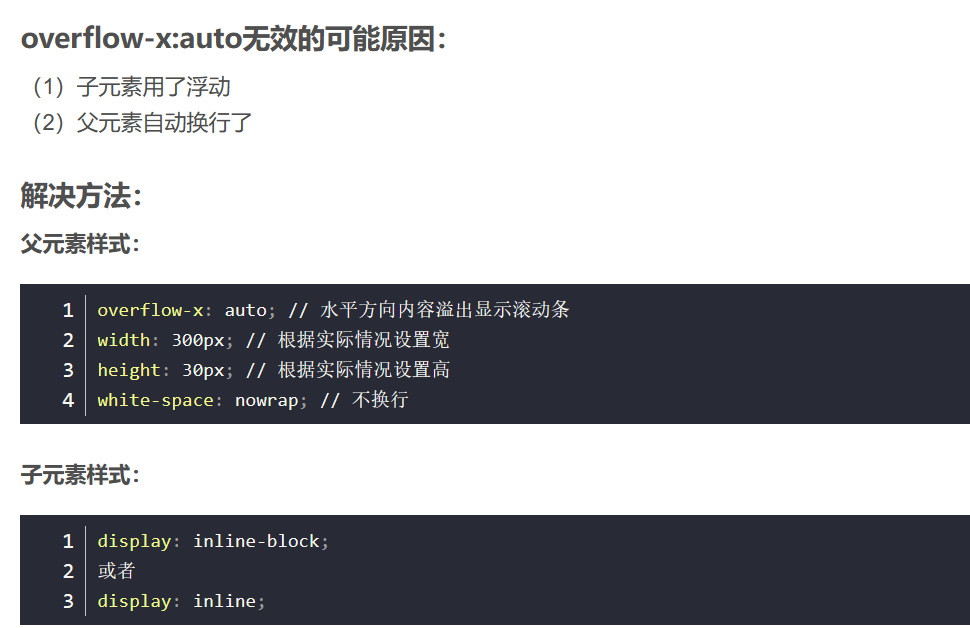 overflow-x:auto无效的可能原因：
（1）子元素用了浮动
（2）父元素自动换行了
解决方法：
父元素样式：
1 overflow-x: auto; // 水平方向内容溢出显示滚动条
2 width: 300px; // 根据实际情况设置宽
3 height: 30px; // 根据实际情况设置高
4 white-space: nowrap; // 不换行
子元素样式：
1 display: inline-block;
2 或者
3 display: inline;